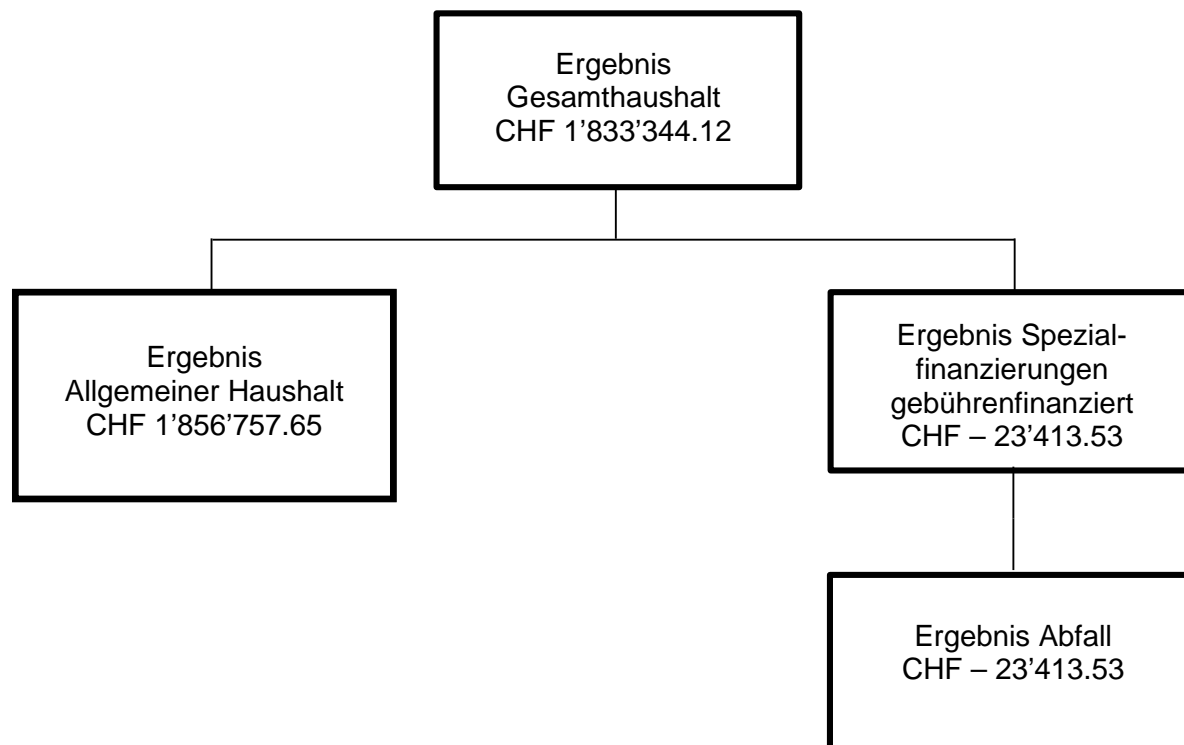 Ergebnis
Gesamthaushalt
CHF 1’833’344.12
Ergebnis
Allgemeiner Haushalt
CHF 1’856’757.65
Ergebnis Spezial-
finanzierungen
gebührenfinanziert
CHF – 23’413.53
Ergebnis Abfall
CHF – 23’413.53